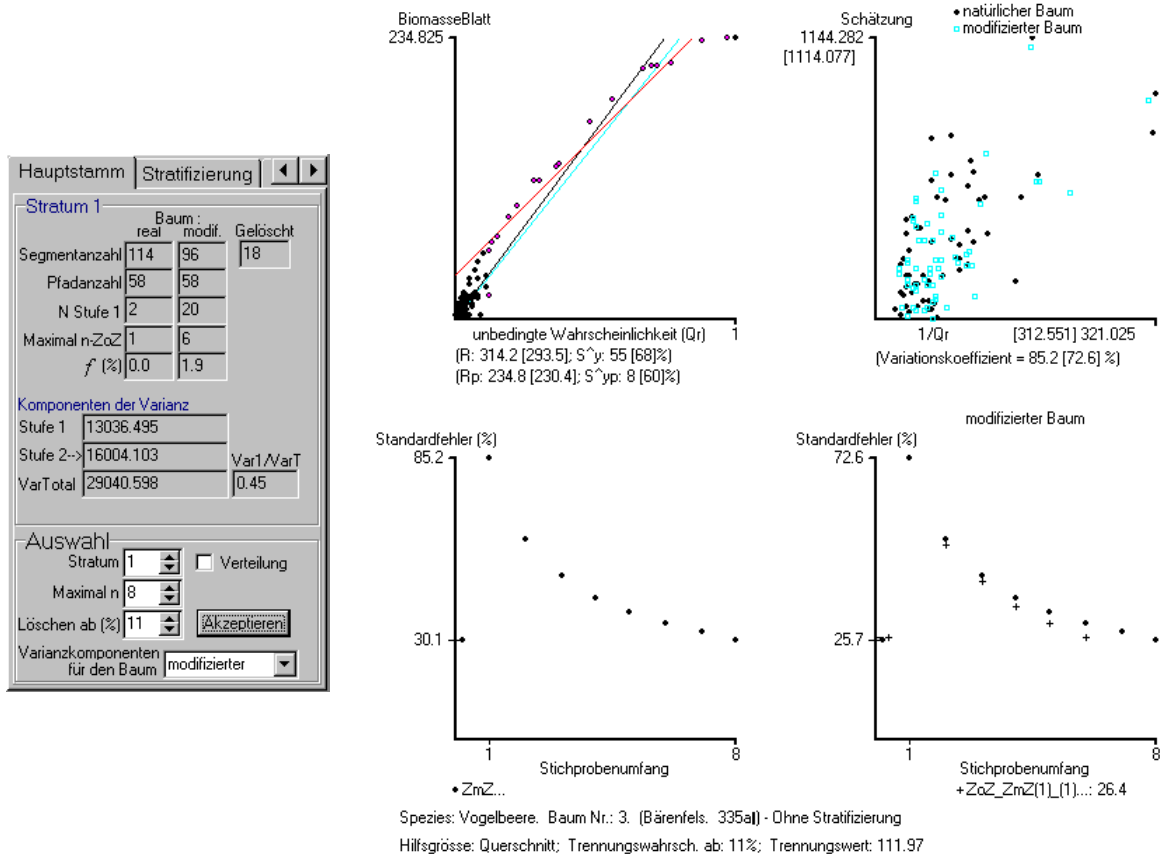 Hauptstamm Stratifizierung
Stratum 1
Baum :
real modif. Gelöscht
Segmentanzahl 114 96 18
Pfadanzahl 58 58
N Stufe 1 2 20
Maximal n-ZoZ 1 6
f (%) 0.0 1.9
Komponenten der Varianz
Stufe 1 13036.495
Stufe 2--> 16004.103 Var1/VarT
VarTotal 29040.598 0.45
Auswahl
Stratum 1 Verteilung
Maximal n 8
Löschen ab (%) 11 Akzeptieren
Varianzkomponenten
für den Baum modifizierter
BiomasseBlatt
234.825
unbedingte Wahrscheinlichkeit (Qr) 1
(R: 314.2 [293.5]; S^y: 55 [68]%)
(Rp: 234.8 [230.4]; S^yp: 8 [60]%)
Schätzung
natürlicher Baum
modifizierter Baum
1144.282
[1114.077]
1/Qr [312.551] 321.025
(Variationskoeffizient = 85.2 [72.6] %)
Standardfehler (%)
85.2
30.1
1 8
Stichprobenumfang
ZmZ...
modifizierter Baum
Standardfehler (%)
72.6
25.7
1 8
Stichprobenumfang
+ZoZ_ZmZ(1)_(1)...: 26.4
Spezies: Vogelbeere. Baum Nr.: 3. (Bärenfels. 335al) - Ohne Stratifizierung
Hilfsgrösse: Querschnitt; Trennungswahrsch. ab: 11%; Trennungswert: 111.97